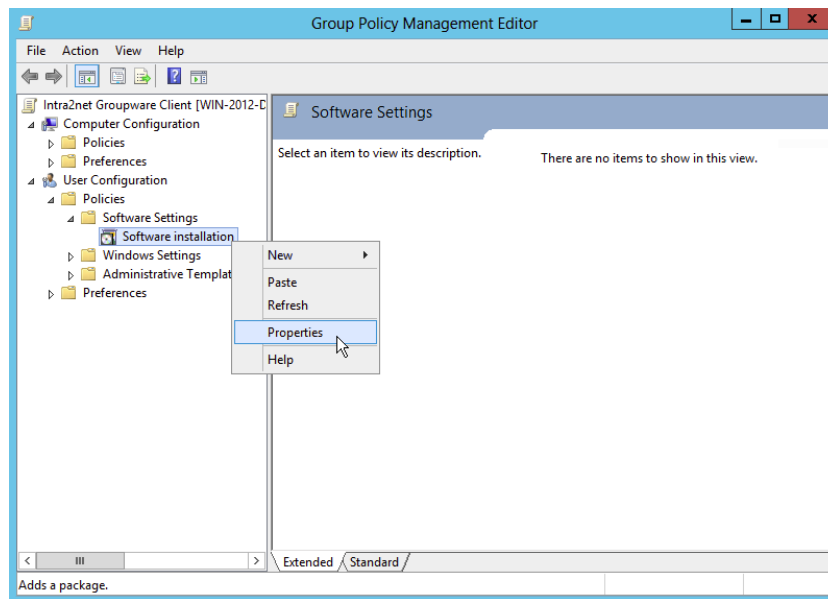 Group Policy Management Editor
File Action View Help
Intra2net Groupware Client [WIN-2012-D
Computer Configuration
Policies
Preferences
User Configuration
Policies
Software Settings
Software installation
Windows Settings
Administrative Templat
Preferences
Software Settings
Select an item to view its description.
There are no items to show in this view.
New
Paste
Refresh
Properties
Help
Extended Standard
Adds a package.